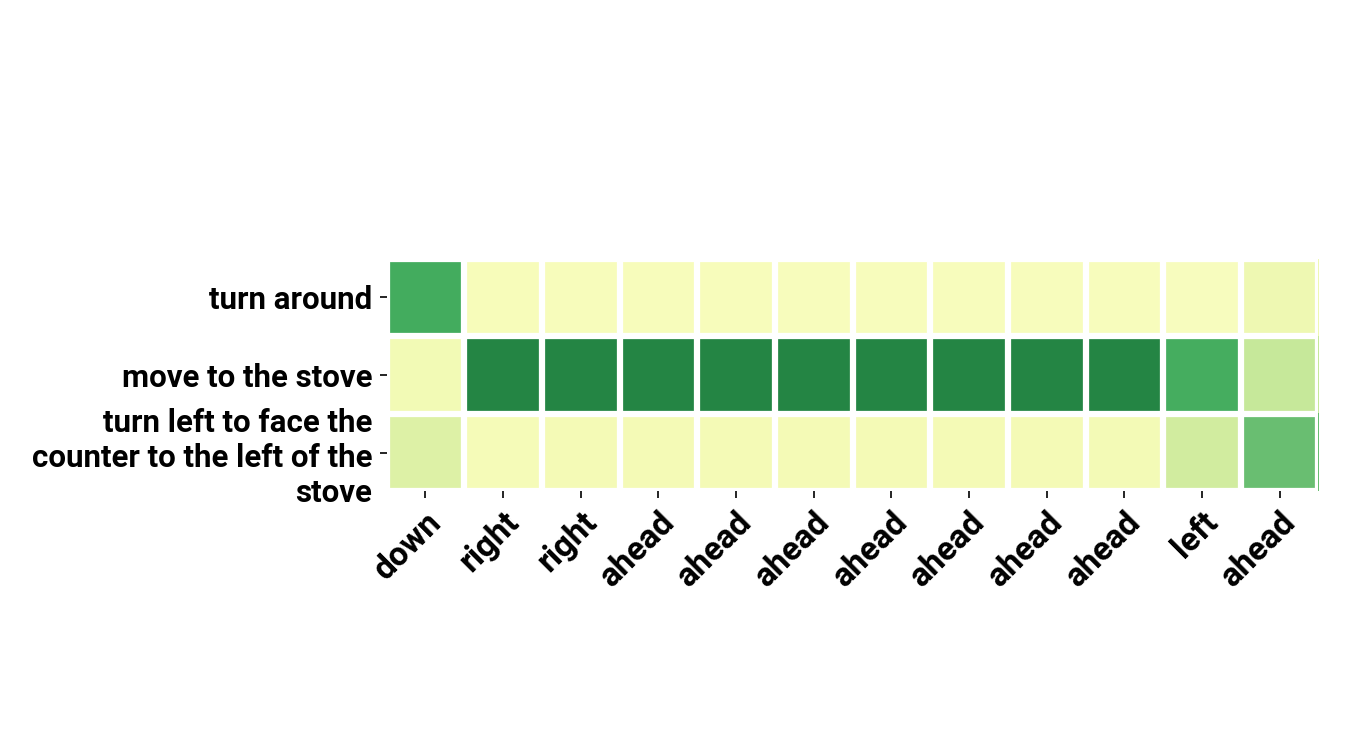 turn around
move to the stove
turn left to face the
counter to the left of the
stove
down
right
right
ahead
ahead
ahead
ahead
ahead
ahead
ahead
left
ahead